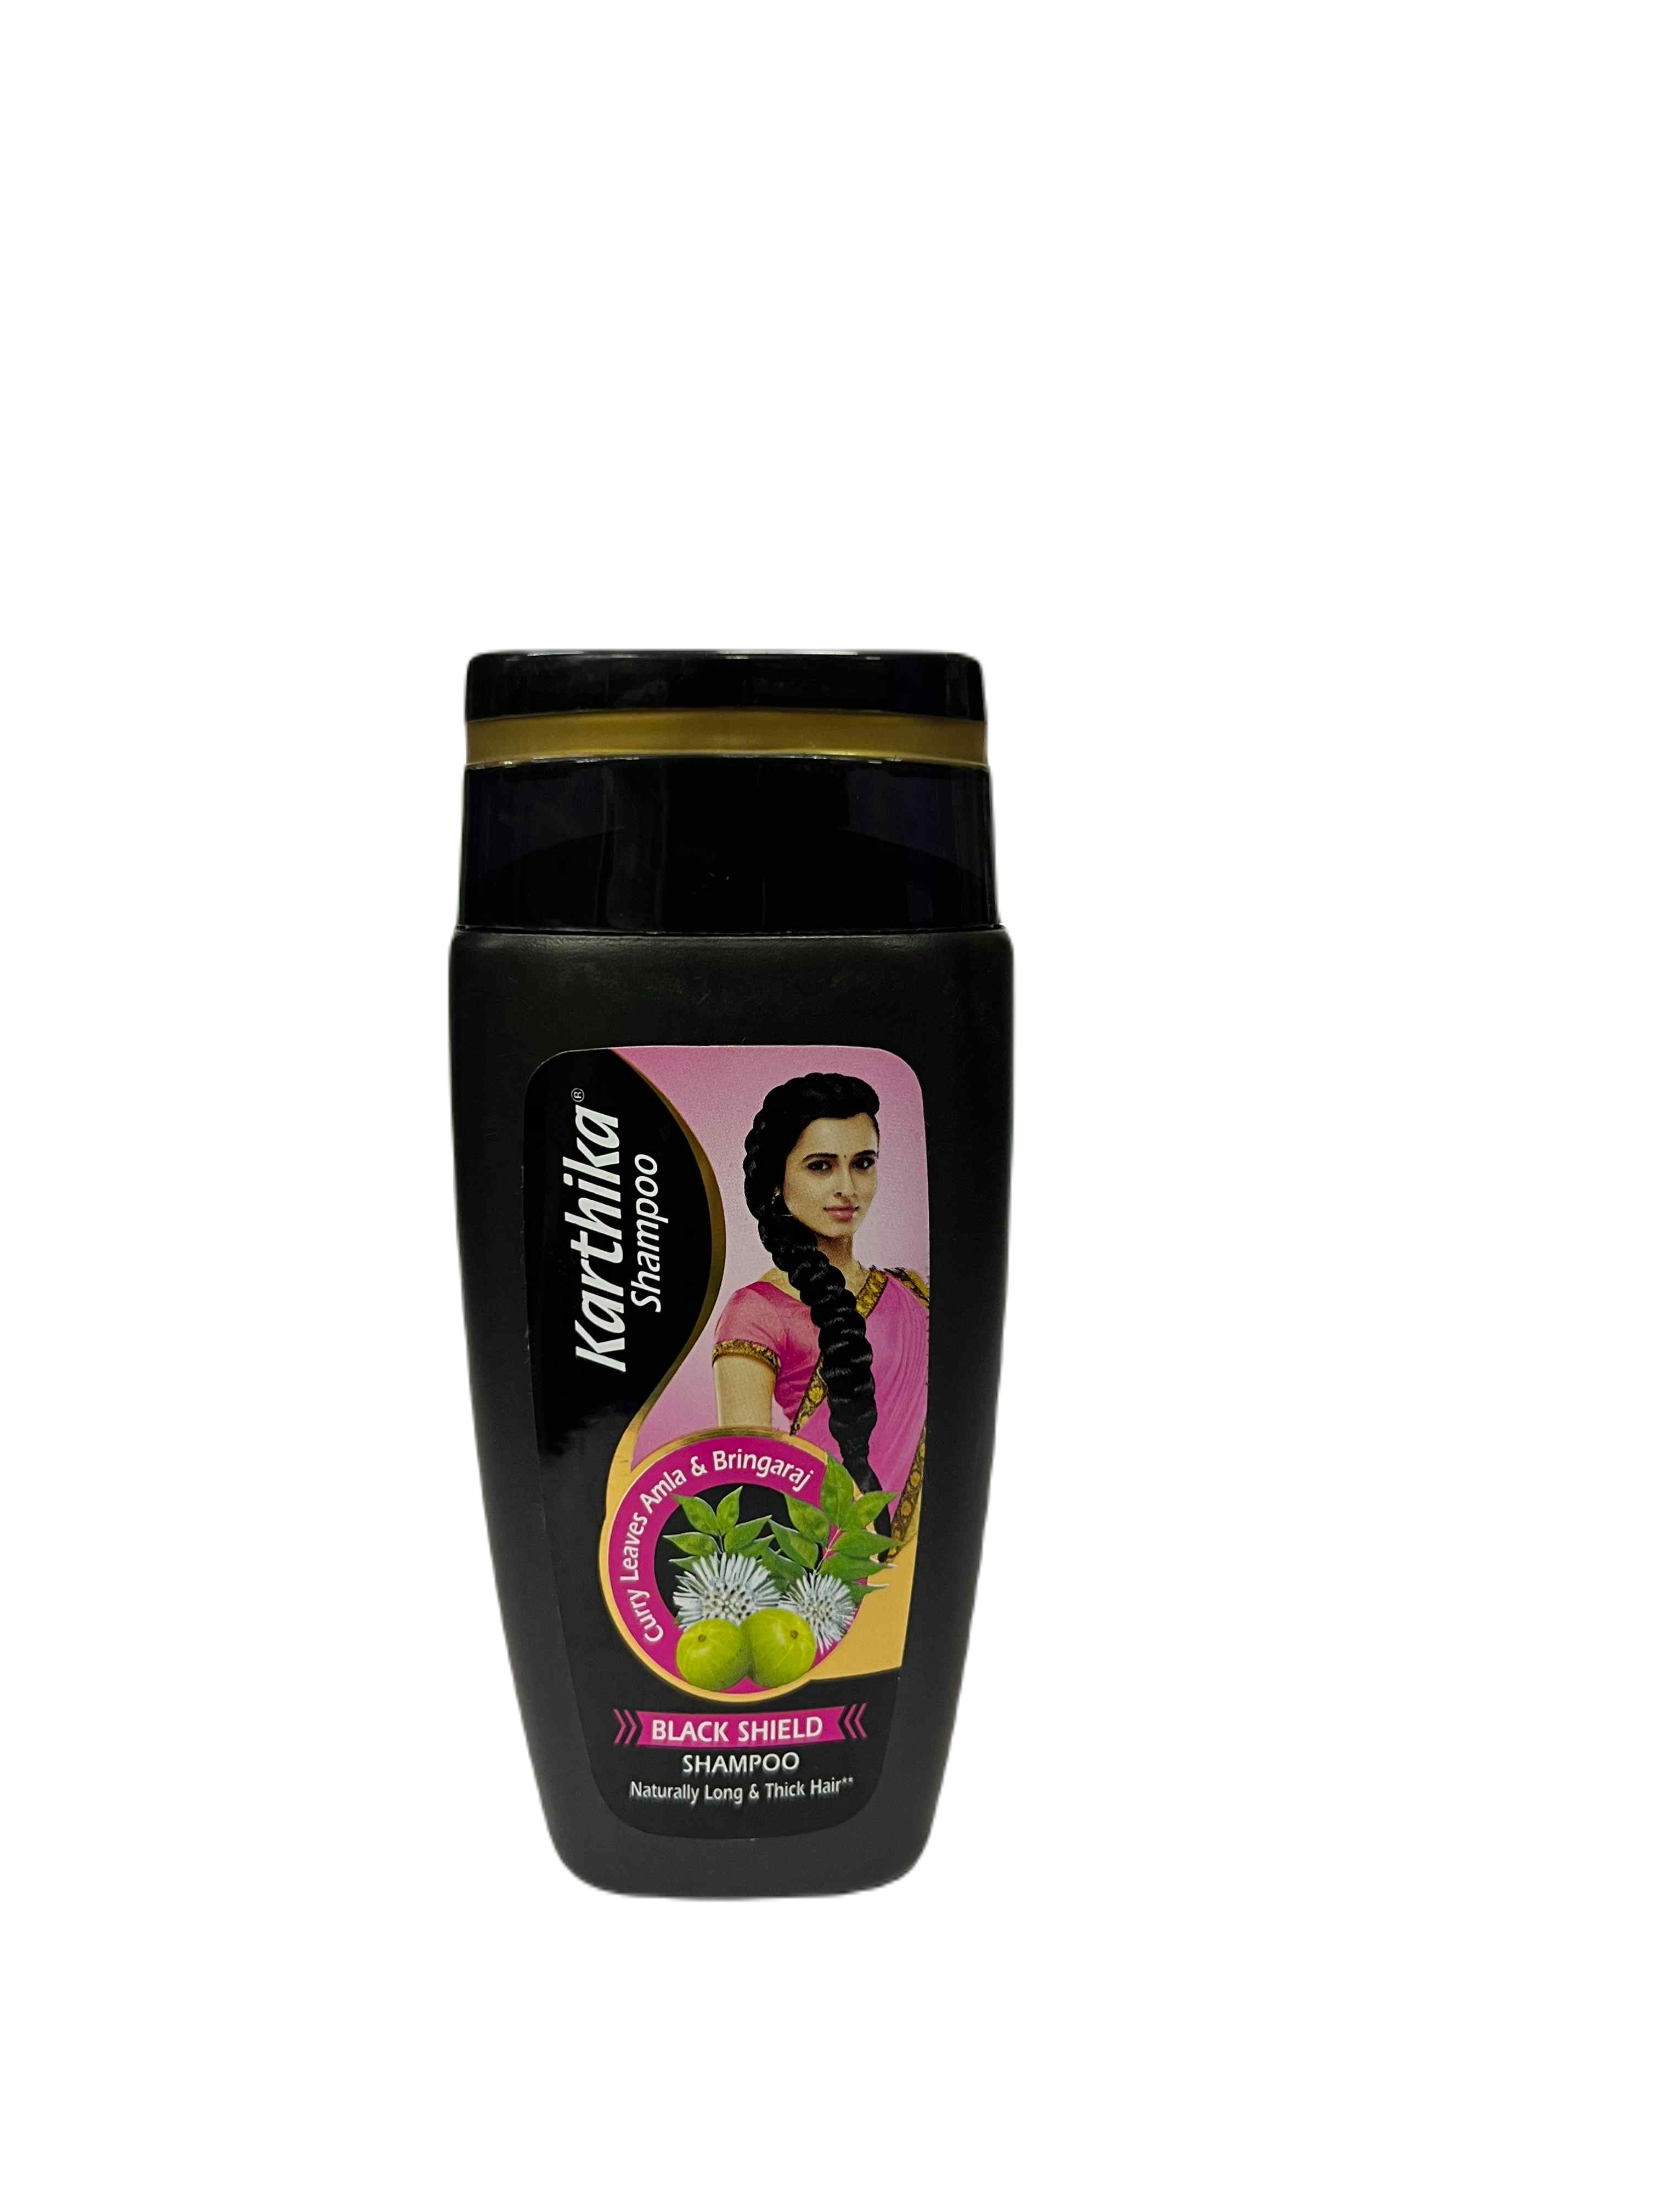 Karthika®
Shampoo
Curry Leaves Amla & Bringaraj
BLACK SHIELD
SHAMPOO
Naturally Long & Thick Hair**